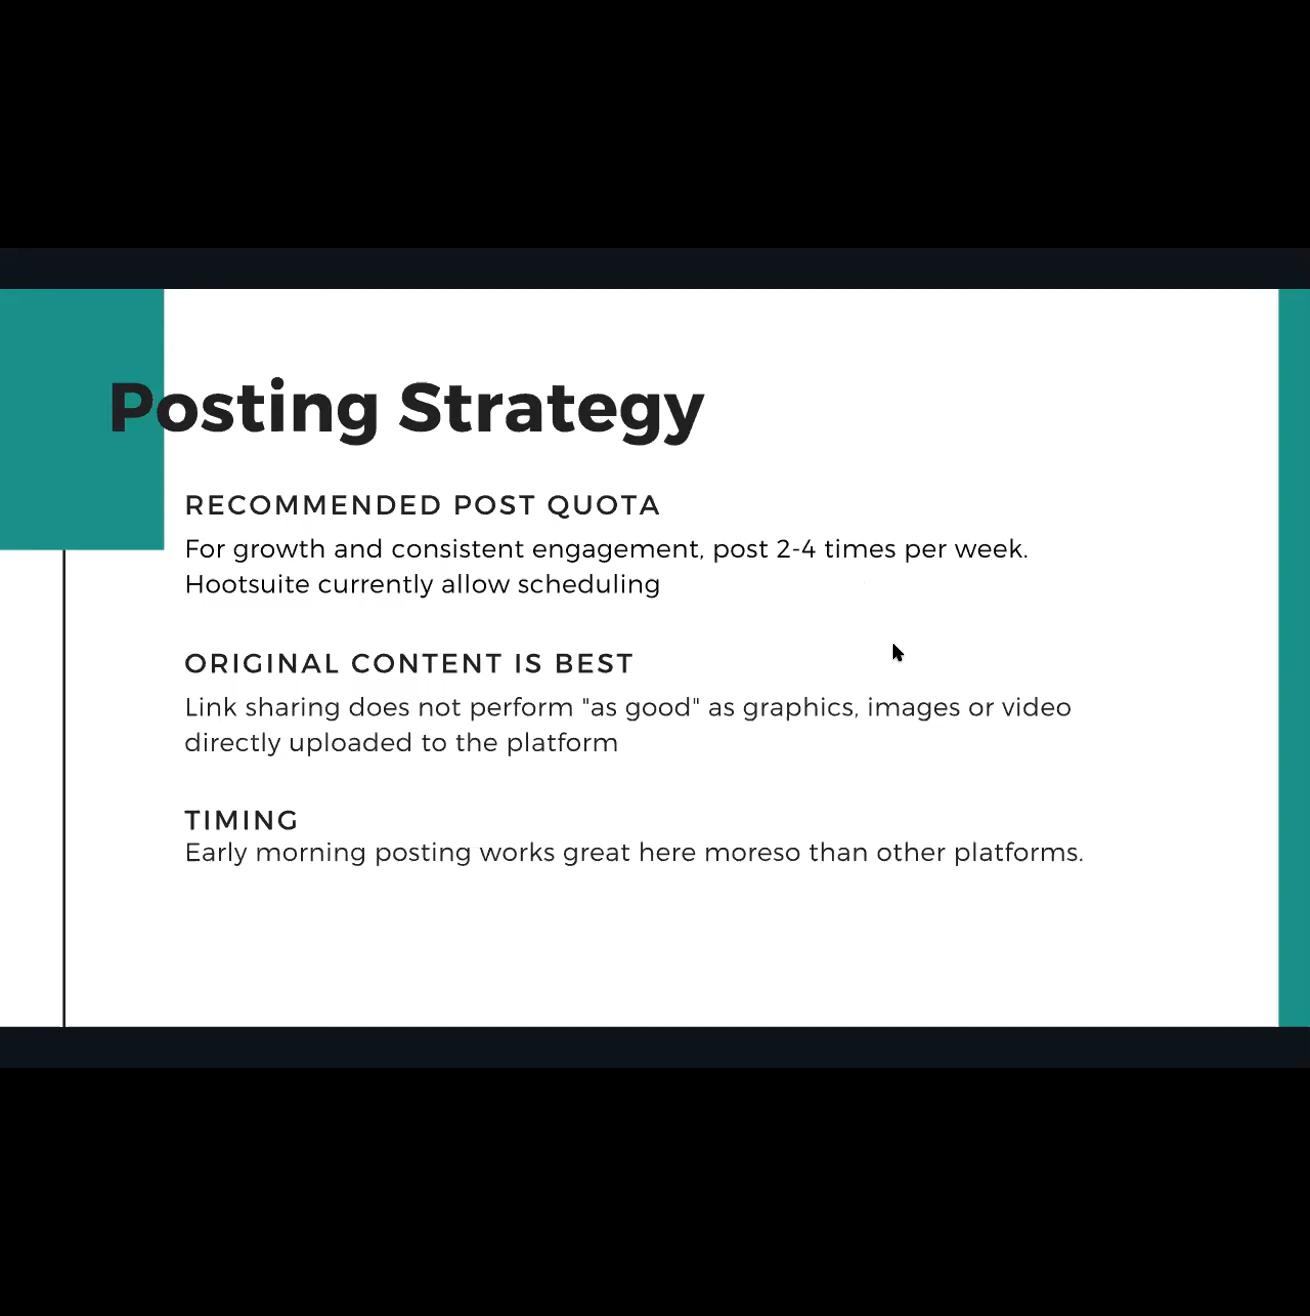 Posting Strategy
RECOMMENDED POST QUOTA
For growth and consistent engagement, post 2-4 times per week.
Hootsuite currently allow scheduling
ORIGINAL CONTENT IS BEST
Link sharing does not perform "as good" as graphics, images or video
directly uploaded to the platform
TIMING
Early morning posting works great here moreso than other platforms.